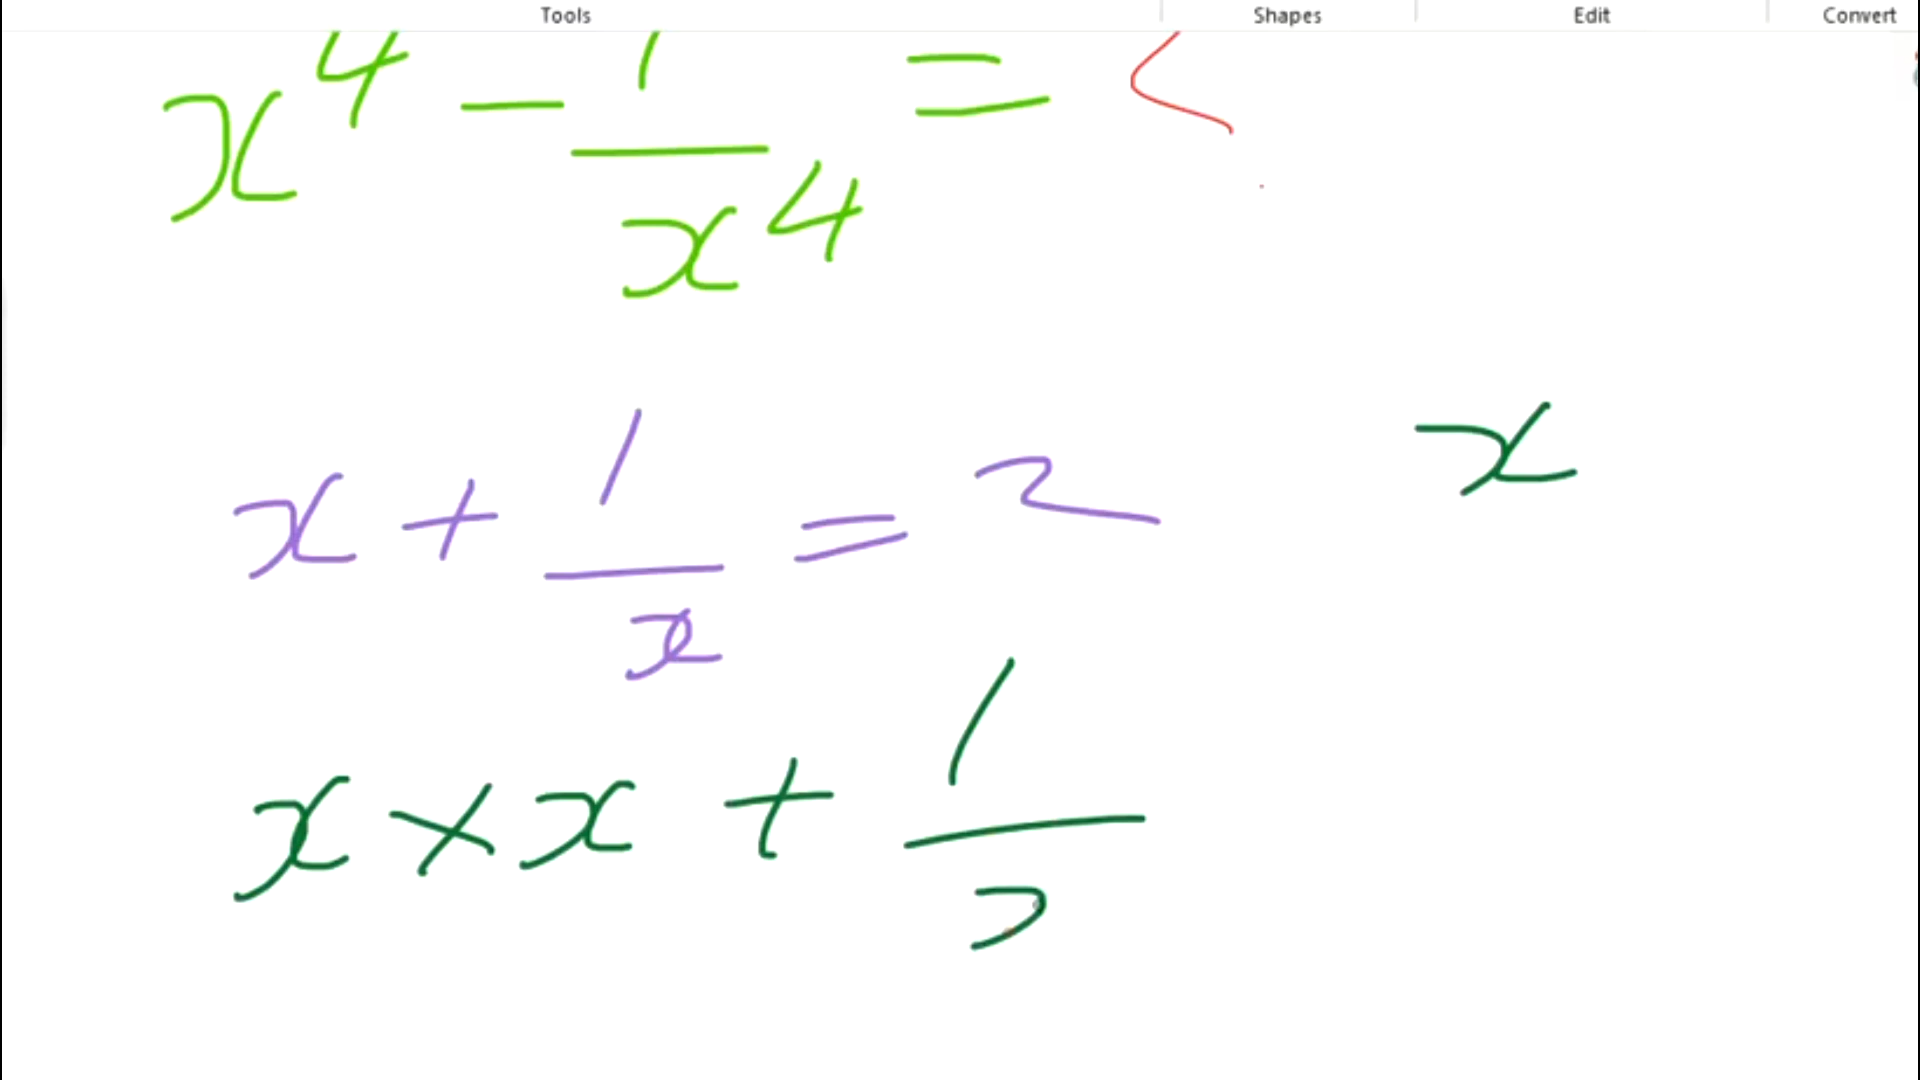 Tools Shapes Edit Convert
x⁴ - 1/x⁴ =
x + 1/x = 2
x
x × x + 1/